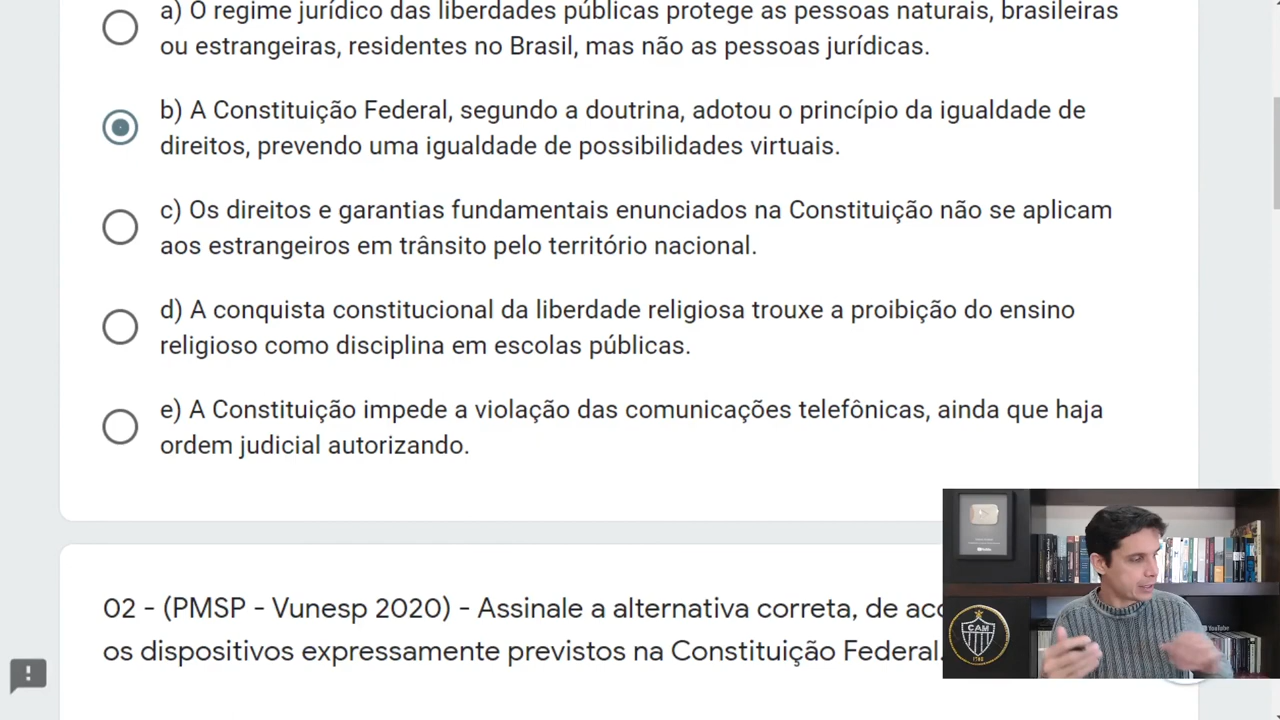 a) O regime jurídico das liberdades públicas protege as pessoas naturais, brasileiras
ou estrangeiras, residentes no Brasil, mas não as pessoas jurídicas.
b) A Constituição Federal, segundo a doutrina, adotou o princípio da igualdade de
direitos, prevendo uma igualdade de possibilidades virtuais.
c) Os direitos e garantias fundamentais enunciados na Constituição não se aplicam
aos estrangeiros em trânsito pelo território nacional.
d) A conquista constitucional da liberdade religiosa trouxe a proibição do ensino
religioso como disciplina em escolas públicas.
e) A Constituição impede a violação das comunicações telefônicas, ainda que haja
ordem judicial autorizando.
02 - (PMSP - Vunesp 2020) - Assinale a alternativa correta, de aco
os dispositivos expressamente previstos na Constituição Federal.
CAM
YouTube